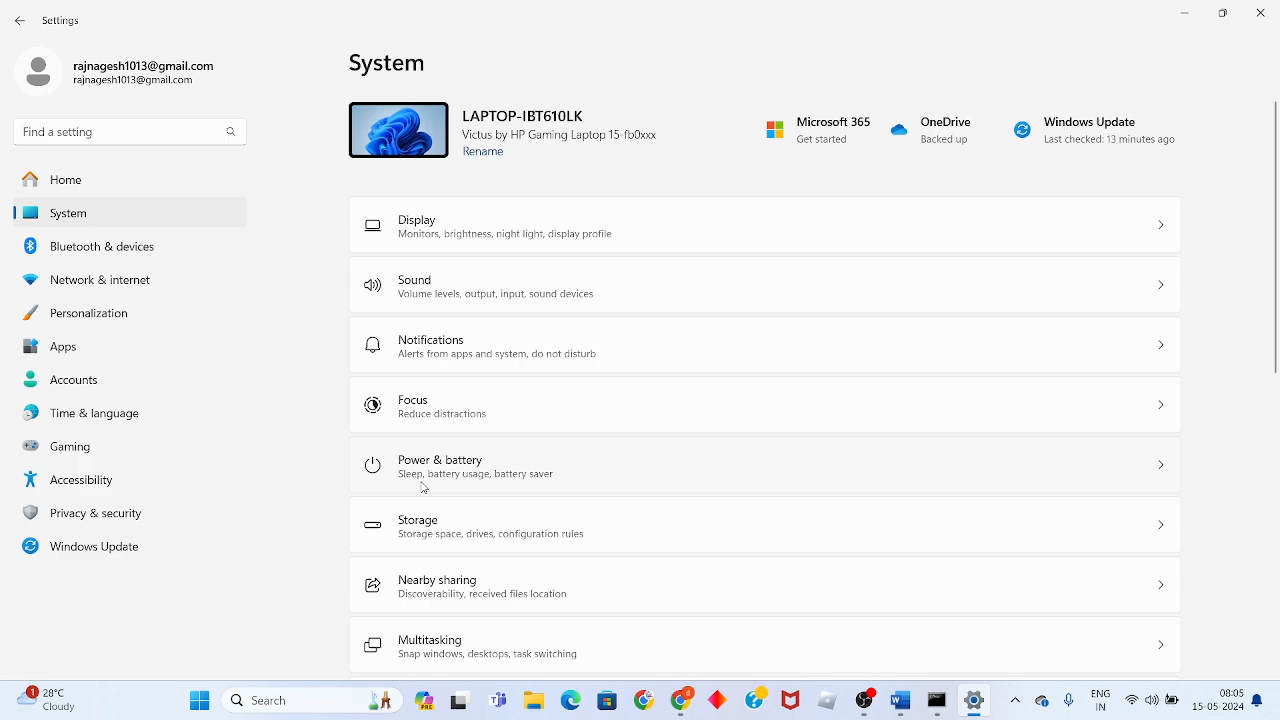 Settings
rajnagesh1013@gmail.com
rajnagesh1013@gmail.com
Find a setting
Home
System
Bluetooth & devices
Network & internet
Personalization
Apps
Accounts
Time & language
Gaming
Accessibility
Privacy & security
Windows Update
System
LAPTOP-IBT610LK
Victus by HP Gaming Laptop 15-fb0xxx
Rename
Microsoft 365
Get started
OneDrive
Backed up
Windows Update
Last checked: 13 minutes ago
Display
Monitors, brightness, night light, display profile
Sound
Volume levels, output, input, sound devices
Notifications
Alerts from apps and system, do not disturb
Focus
Reduce distractions
Power & battery
Sleep, battery usage, battery saver
Storage
Storage space, drives, configuration rules
Nearby sharing
Discoverability, received files location
Multitasking
Snap windows, desktops, task switching
1
28°C
Cloudy
Search
PRE
ENG
IN
08:05
15-05-2024